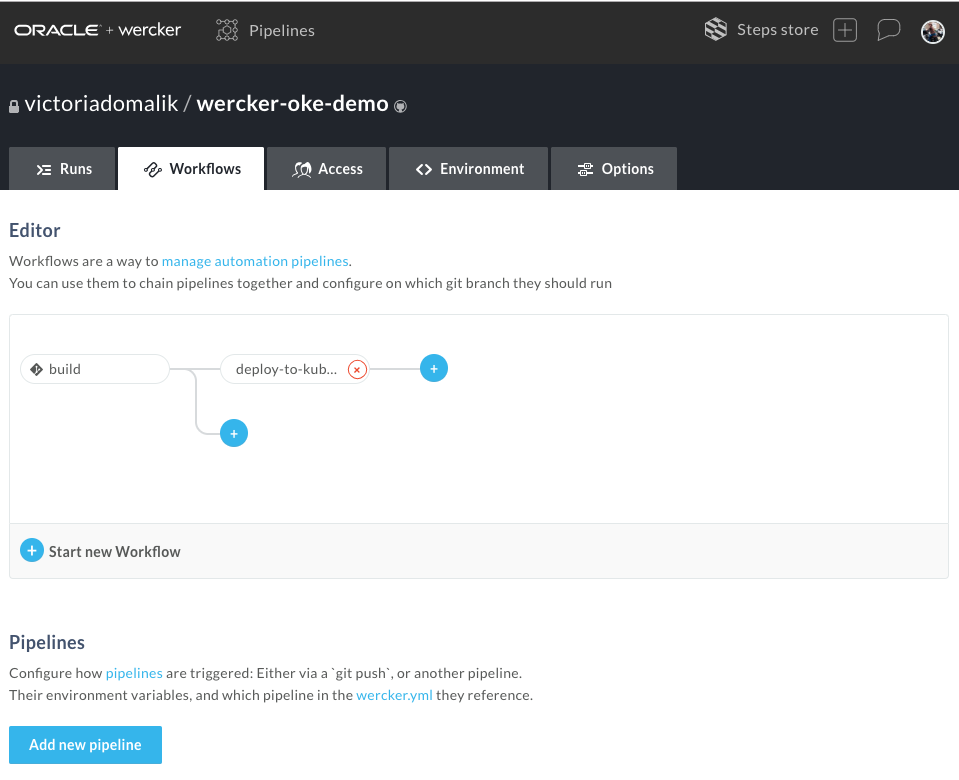 ORACLE + wercker Pipelines Steps store
victoriadomalik / wercker-oke-demo
Runs Workflows Access Environment Options
Editor
Workflows are a way to manage automation pipelines.
You can use them to chain pipelines together and configure on which git branch they should run
build deploy-to-kub... × +
+
+ Start new Workflow
Pipelines
Configure how pipelines are triggered: Either via a `git push`, or another pipeline.
Their environment variables, and which pipeline in the wercker.yml they reference.
Add new pipeline